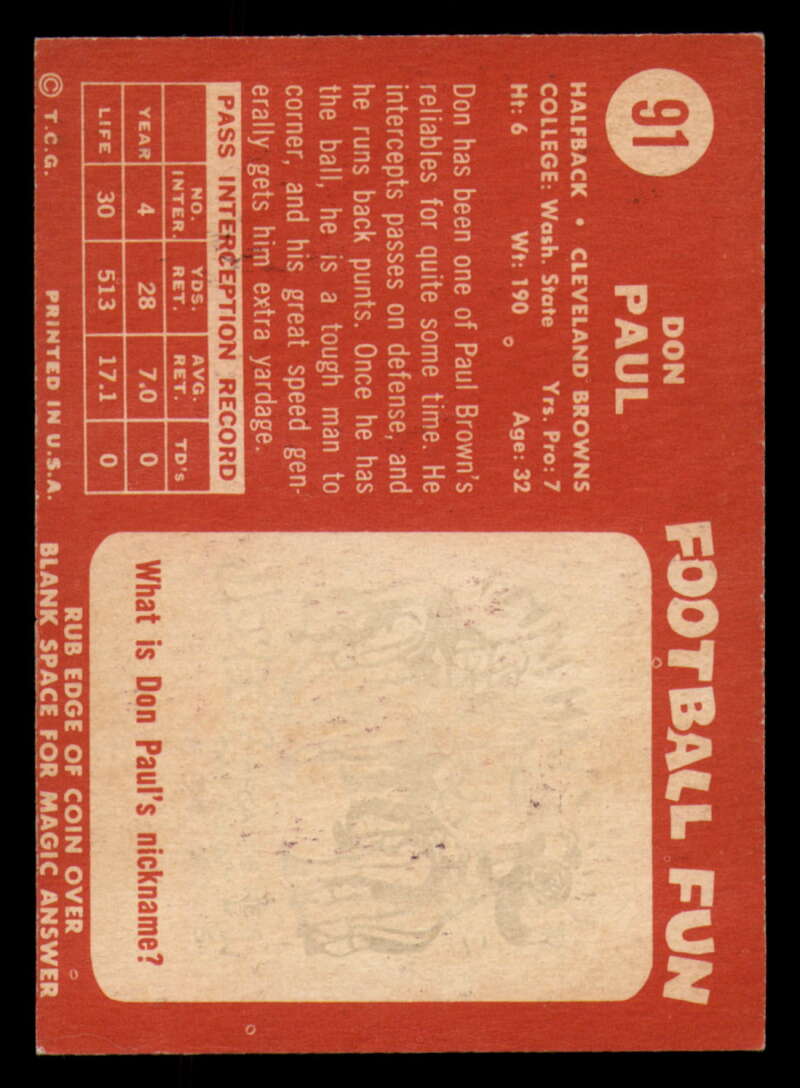 91
DON
PAUL
HALFBACK • CLEVELAND BROWNS
COLLEGE: Wash. State Yrs. Pro: 7
Ht: 6 Wt: 190 Age: 32
Don has been one of Paul Brown's
reliables for quite some time. He
intercepts passes on defense, and
he runs back punts. Once he has
the ball, he is a tough man to
corner, and his great speed gen-
erally gets him extra yardage.
PASS INTERCEPTION RECORD
NO. INTER. YDS. RET. AVG. RET. TD's
YEAR 4 28 7.0 0
LIFE 30 513 17.1 0
© T.C.G. PRINTED IN U.S.A.
FOOTBALL FUN
What is Don Paul's nickname?
RUB EDGE OF COIN OVER
BLANK SPACE FOR MAGIC ANSWER